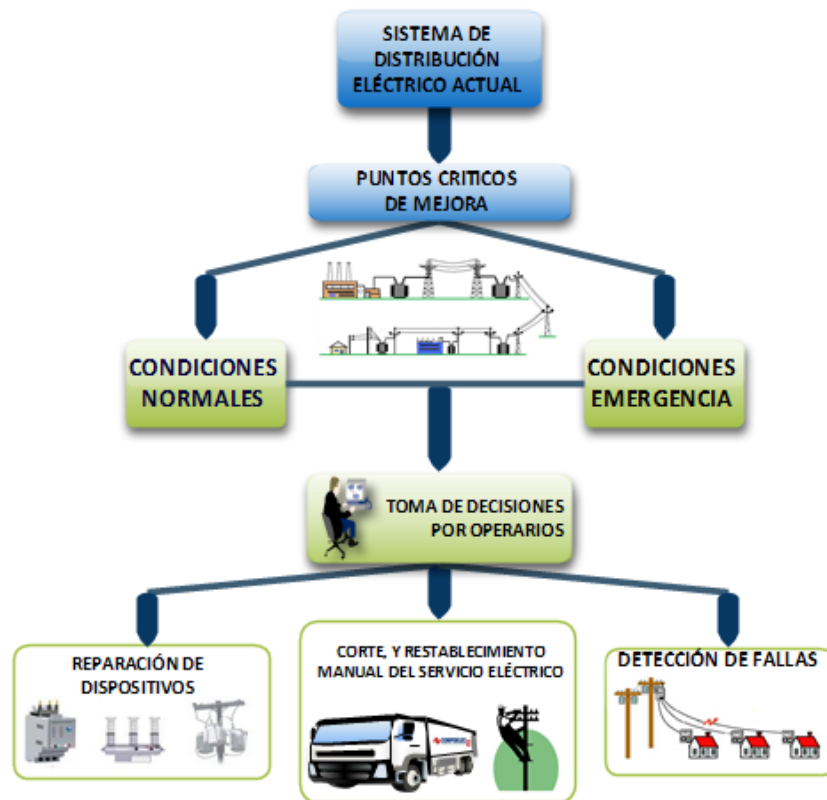 SISTEMA DE
DISTRIBUCIÓN
ELÉCTRICO ACTUAL
PUNTOS CRITICOS
DE MEJORA
CONDICIONES
NORMALES
CONDICIONES
EMERGENCIA
TOMA DE DECISIONES
POR OPERARIOS
REPARACIÓN DE
DISPOSITIVOS
CORTE, Y RESTABLECIMIENTO
MANUAL DEL SERVICIO ELÉCTRICO
DETECCIÓN DE FALLAS